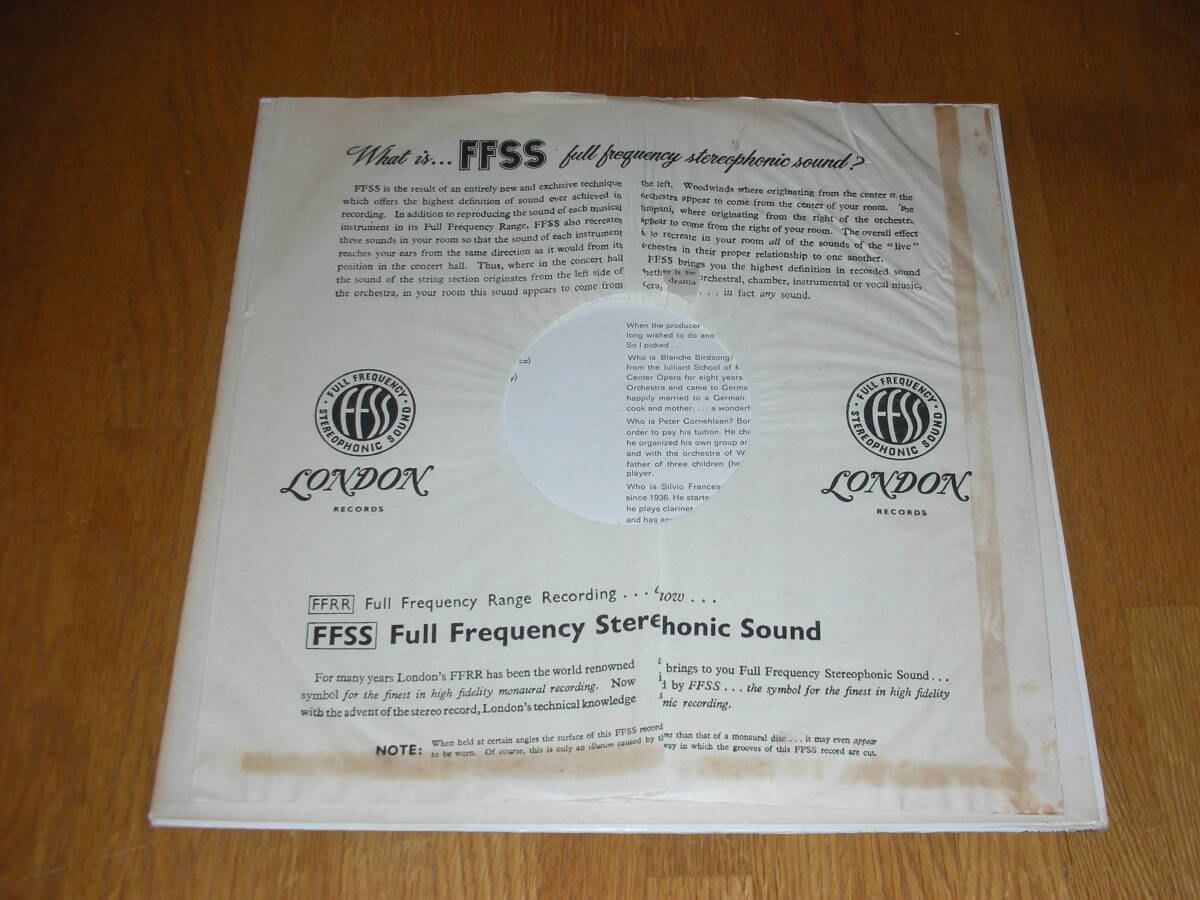 What is... FFSS full frequency stereophonic sound?
FFSS is the result of an entirely new and exclusive technique
which offers the highest definition of sound ever achieved in
recording. In addition to reproducing the sound of each musical
instrument in its Full Frequency Range, FFSS also recreates
these sounds in your room so that the sound of each instrument
reaches your ears from the same direction as it would from its
position in the concert hall. Thus, where in the concert hall
the sound of the string section originates from the left side of
the orchestra, in your room this sound appears to come from
the left. Woodwinds where originating from the center the
orchestra appear to come from the center of your room.
timpani, where originating from the right of the orchestra
appear to come from the right of your room. The overall effect
to recreate in your room all of the sounds of the "live"
orchestra in their proper relationship to one another.
FFSS brings you the highest definition in recorded sound
it be orchestral, chamber, instrumental or vocal music,
drama . . . in fact any sound.
When the producer
long wished to do and
So I picked . . .
co)
Who is Blanche Birdsong?
from the Julliard School of
Center Opera for eight years
Orchestra and came to Germa
happily married to a German.
cook and mother: . . . a wonderf
Who is Peter Cornehlsen? Bor
order to pay his tuition. He cha
he organized his own group an
and with the orchestra of W
father of three children (he
player.
Who is Silvio Frances
since 1936. He starte
he plays clarinet
and has
FULL FREQUENCY
FFSS
STEREOPHONIC SOUND
LONDON
RECORDS
FULL FREQUENCY
FFSS
STEREOPHONIC SOUND
LONDON
RECORDS
FFRR Full Frequency Range Recording . . . now . . .
FFSS Full Frequency Stereohonic Sound
For many years London's FFRR has been the world renowned
symbol for the finest in high fidelity monaural recording. Now
with the advent of the stereo record, London's technical knowledge
brings to you Full Frequency Stereophonic Sound . . .
by FFSS . . . the symbol for the finest in high fidelity
nic recording.
NOTE: When held at certain angles the surface of this FFSS record than that of a monaural disc . . . it may even appear
to be worn. Of course, this is only an illusion caused by way in which the grooves of this FFSS record are cut.